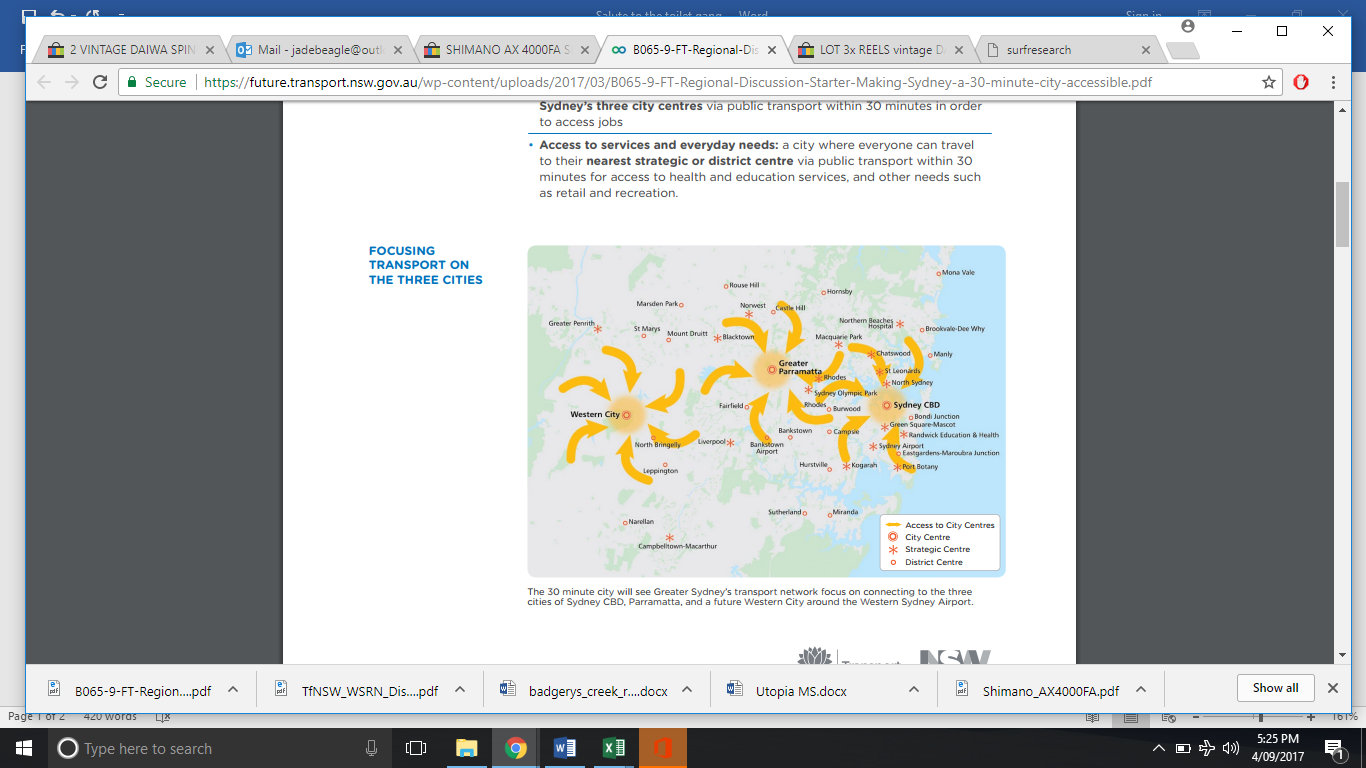 Salute to the toilet gang - Word
Sign in
2 VINTAGE DAIWA SPIN
Mail - jadebeagle@outl
SHIMANO AX 4000FA S
B065-9-FT-Regional-Dis
LOT 3x REELS vintage D
surfresearch
Secure
https://future.transport.nsw.gov.au/wp-content/uploads/2017/03/B065-9-FT-Regional-Discussion-Starter-Making-Sydney-a-30-minute-city-accessible.pdf
Sydney's three city centres via public transport within 30 minutes in order
to access jobs
• Access to services and everyday needs: a city where everyone can travel
to their nearest strategic or district centre via public transport within 30
minutes for access to health and education services, and other needs such
as retail and recreation.
FOCUSING
TRANSPORT ON
THE THREE CITIES
Mona Vale
Rouse Hill
Hornsby
Marsden Park
Norwest
Castle Hill
Greater Penrith
St Marys
Mount Druitt
Blacktown
Northern Beaches
Hospital
Brookvale-Dee Why
Macquarie Park
Chatswood
Manly
Greater
Parramatta
St Leonards
Rhodes
North Sydney
Sydney Olympic Park
Western City
Fairfield
Rhodes
Burwood
Sydney CBD
Bondi Junction
Green Square-Mascot
North Bringelly
Liverpool
Bankstown
Airport
Bankstown
Campsie
Randwick Education & Health
Sydney Airport
Eastgardens-Maroubra Junction
Leppington
Hurstville
Kogarah
Port Botany
Narellan
Sutherland
Miranda
Campbelltown-Macarthur
Access to City Centres
City Centre
Strategic Centre
District Centre
The 30 minute city will see Greater Sydney's transport network focus on connecting to the three
cities of Sydney CBD, Parramatta, and a future Western City around the Western Sydney Airport.
Transport
NSW
B065-9-FT-Region....pdf
TfNSW_WSRN_Dis....pdf
badgerys_creek_r....docx
Utopia MS.docx
Shimano_AX4000FA.pdf
Show all
Page 1 of 2
420 words
161%
Type here to search
5:25 PM
4/09/2017
1